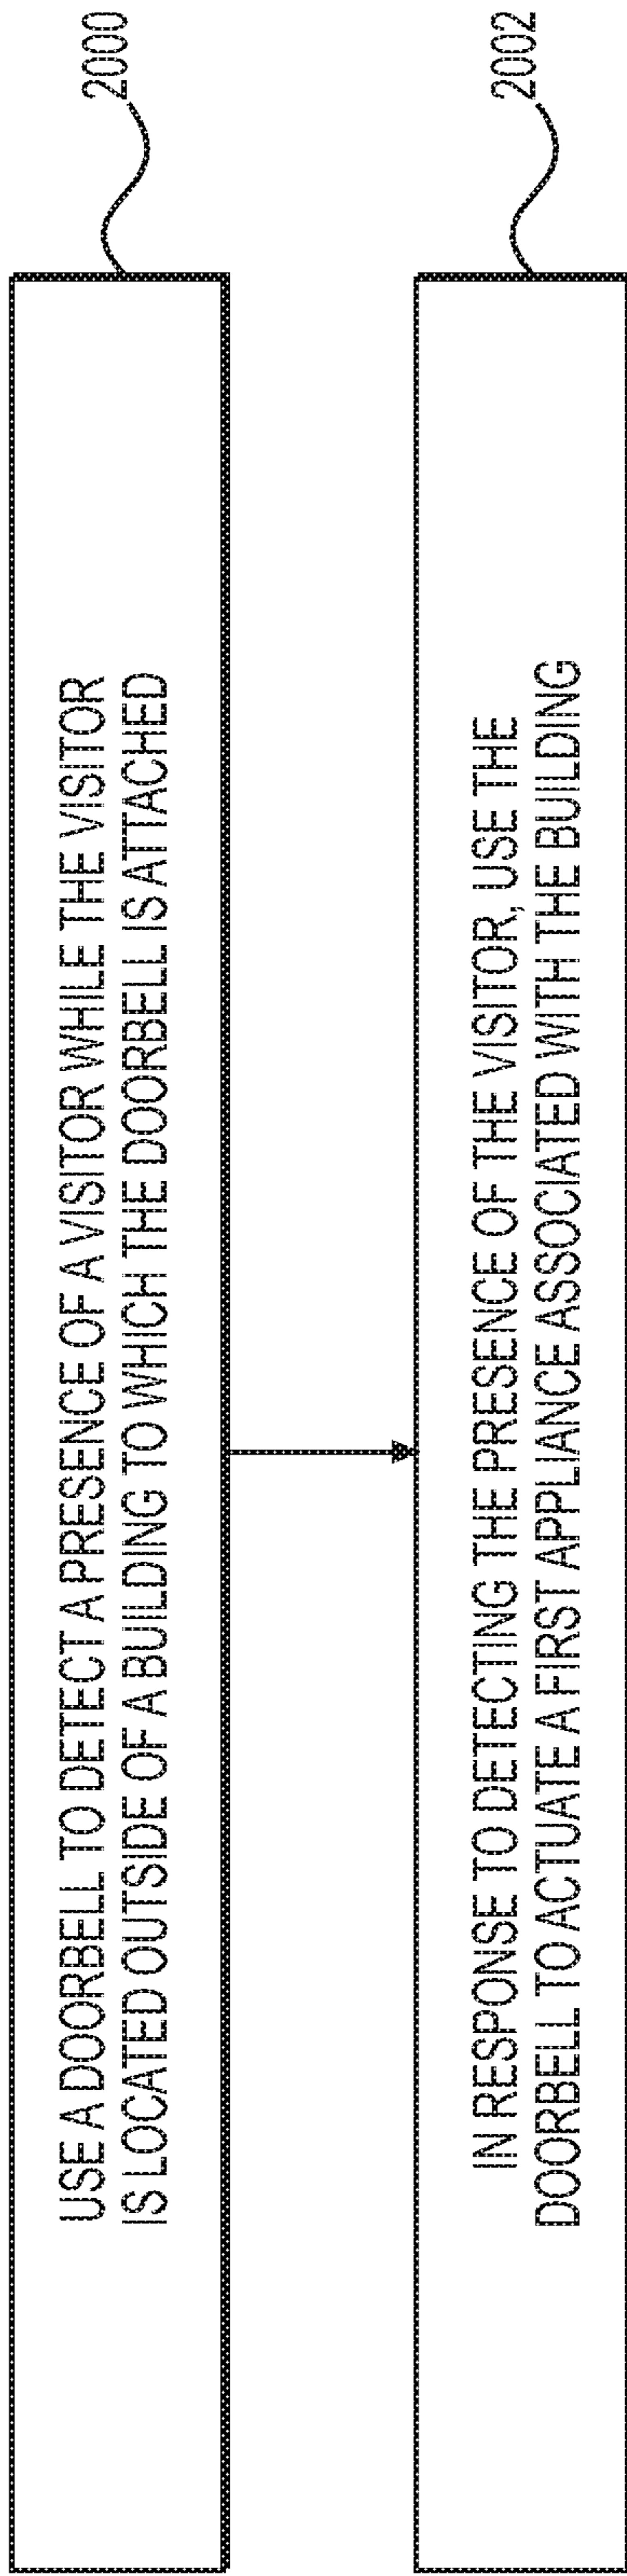 USE A DOORBELL TO DETECT A PRESENCE OF A VISITOR WHILE THE VISITOR
IS LOCATED OUTSIDE OF A BUILDING TO WHICH THE DOORBELL IS ATTACHED
2000
IN RESPONSE TO DETECTING THE PRESENCE OF THE VISITOR, USE THE
DOORBELL TO ACTUATE A FIRST APPLIANCE ASSOCIATED WITH THE BUILDING
2002